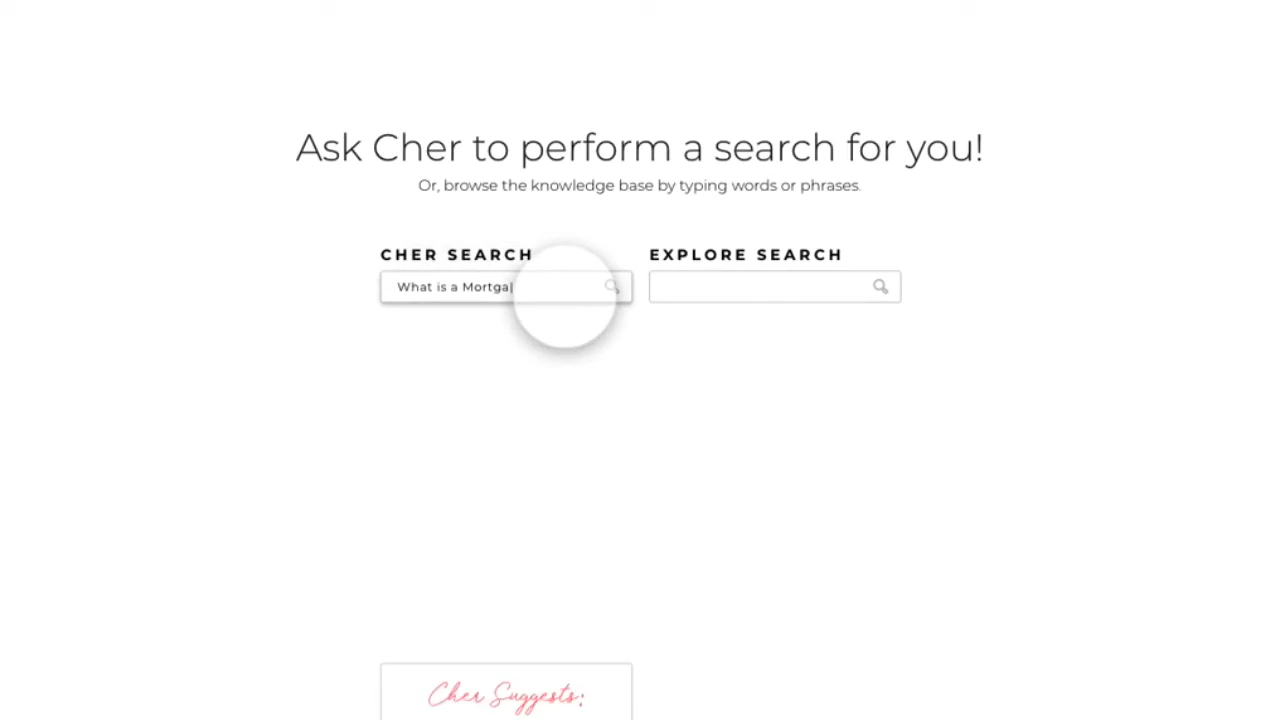 Ask Cher to perform a search for you!
Or, browse the knowledge base by typing words or phrases.
CHER SEARCH
What is a Mortga
EXPLORE SEARCH
Cher Suggests: